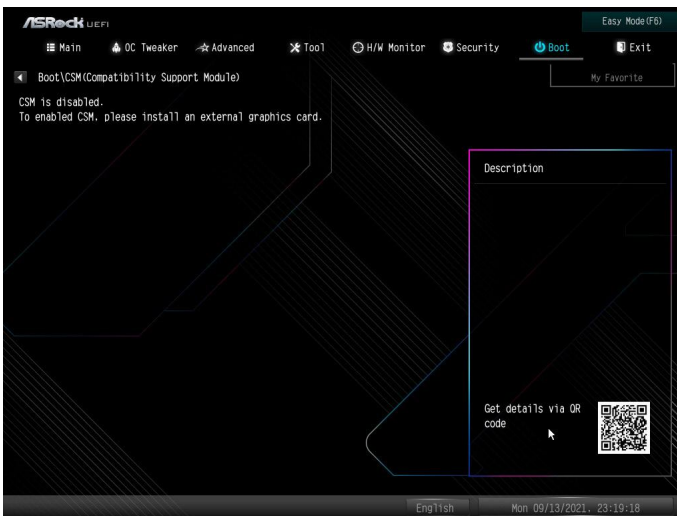 ASRock UEFI
Easy Mode(F6)
Main OC Tweaker Advanced Tool H/W Monitor Security Boot Exit
Boot\CSM(Compatibility Support Module)
My Favorite
CSM is disabled.
To enabled CSM. please install an external graphics card.
Description
Get details via QR
code
English
Mon 09/13/2021. 23:19:18